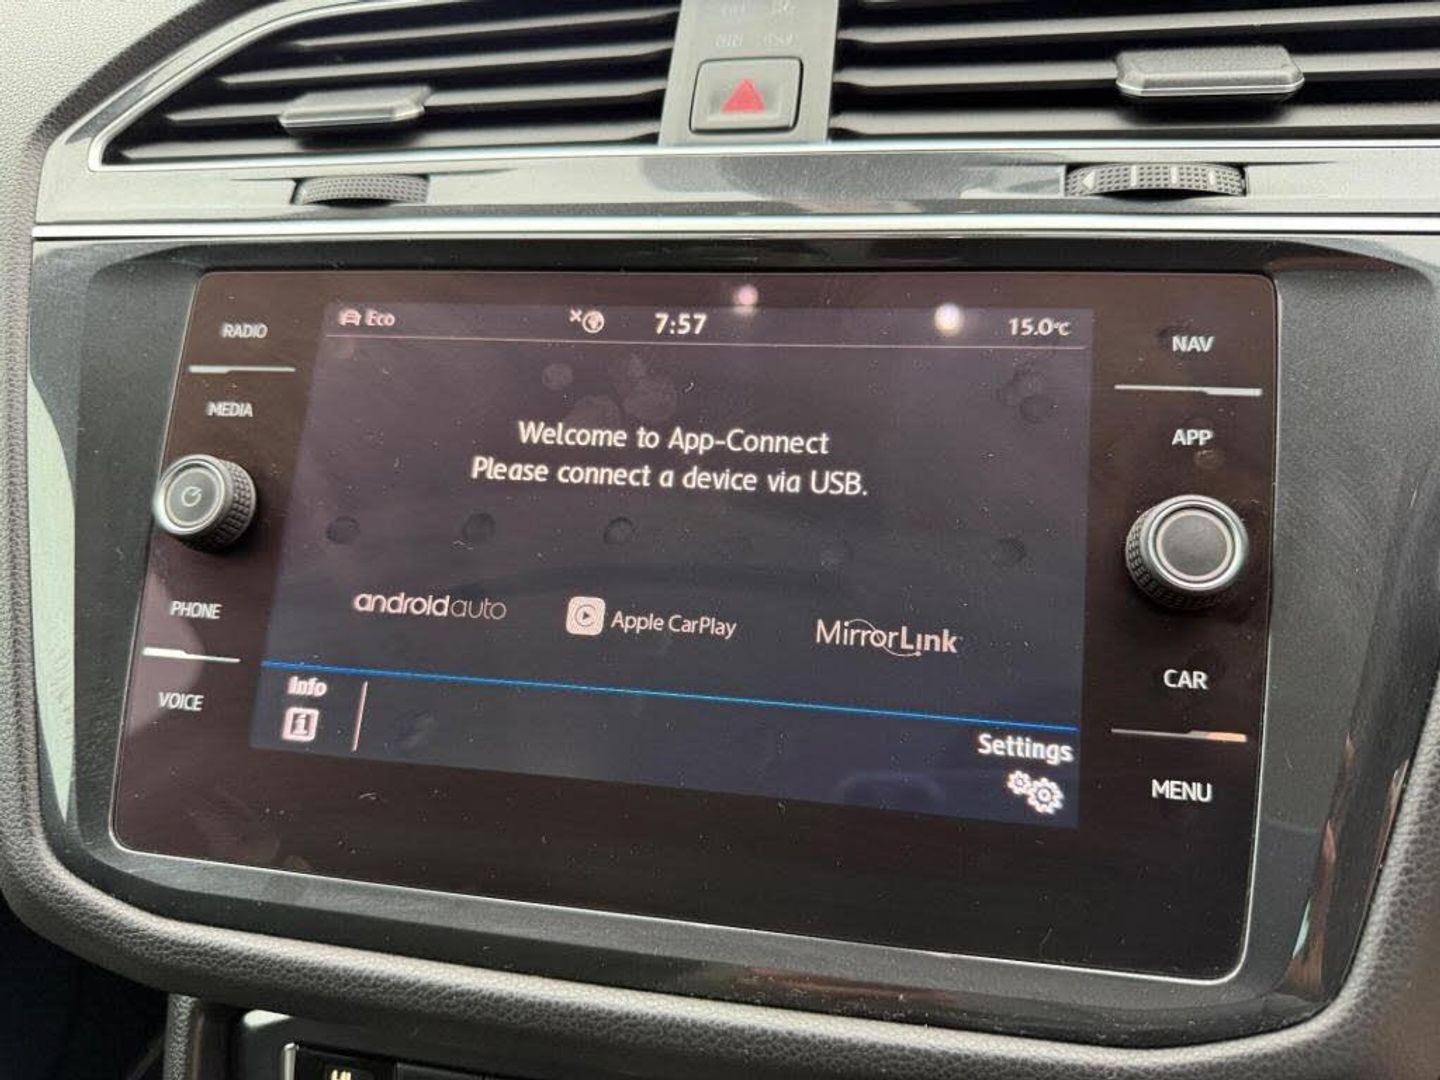 RADIO
MEDIA
PHONE
VOICE
Eco
7:57
15.0°C
Welcome to App-Connect
Please connect a device via USB.
androidauto
Apple CarPlay
MirrorLink
Info
Settings
NAV
APP
CAR
MENU